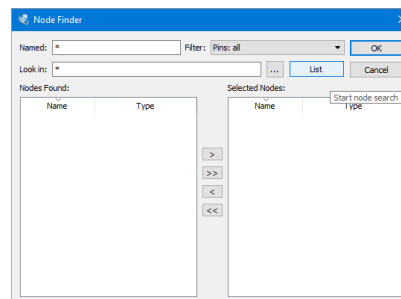 Node Finder
Named: * Filter: Pins: all OK
Look in: * ... List Cancel
Nodes Found: Selected Nodes:
Start node search
Name Type Name Type
>
>>
<
<<